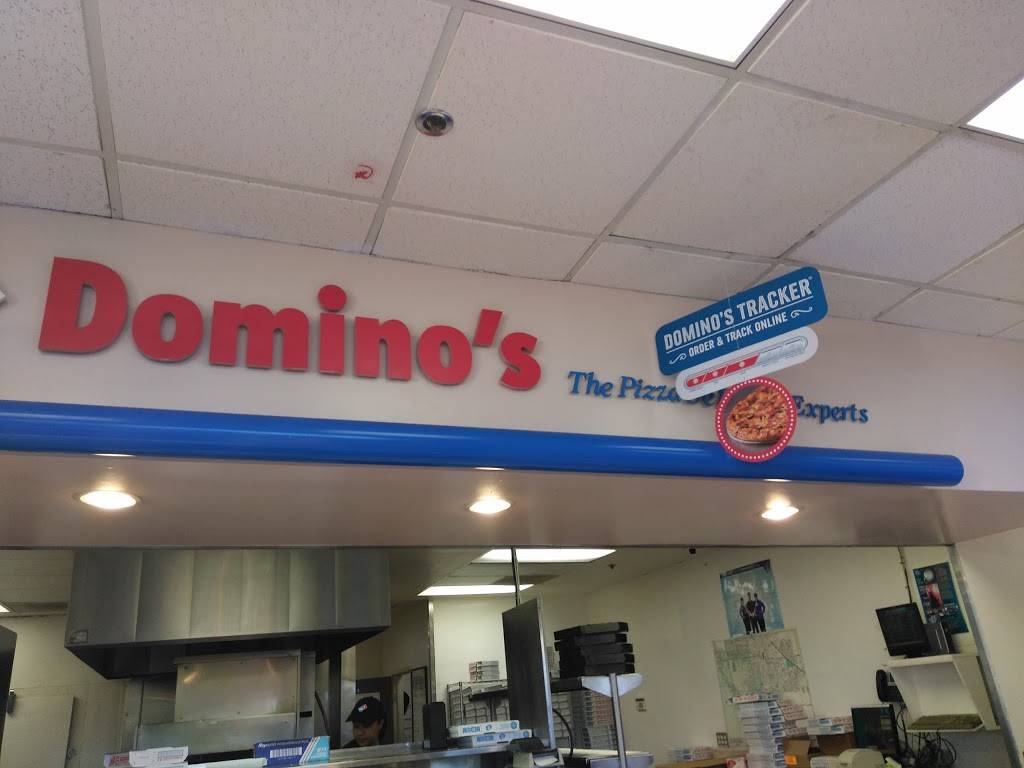 Domino's
The Pizza Experts
DOMINO'S TRACKER®
ORDER & TRACK ONLINE